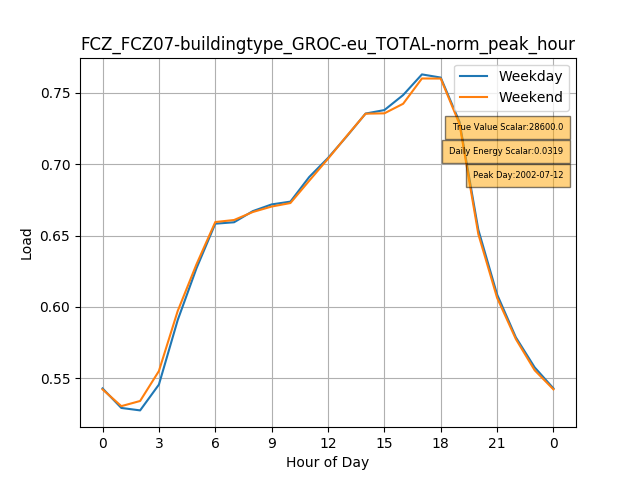 FCZ_FCZ07-buildingtype_GROC-eu_TOTAL-norm_peak_hour
Weekday
Weekend
True Value Scalar:28600.0
Daily Energy Scalar:0.0319
Peak Day:2002-07-12
Load
0.75
0.70
0.65
0.60
0.55
0 3 6 9 12 15 18 21 0
Hour of Day